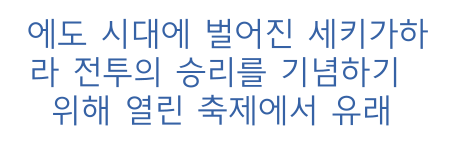 에도 시대에 벌어진 세키가하
라 전투의 승리를 기념하기
위해 열린 축제에서 유래